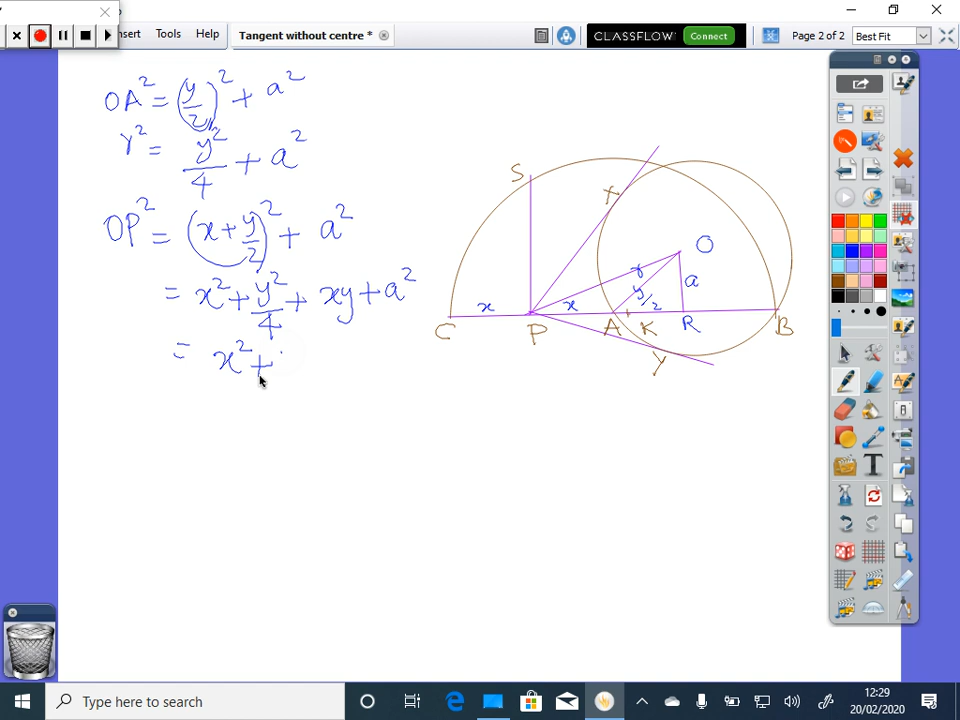 nsert Tools Help Tangent without centre * CLASSFLOW Connect Page 2 of 2 Best Fit
OA² = (y/2)² + a²
r² = y²/4 + a²
OP² = (x + y/2)² + a²
= x² + y²/4 + xy + a²
= x² +
S
X
O
r
a
y/2
x
x
C
P
A
K
R
B
Y
T
A
Type here to search
12:29
20/02/2020